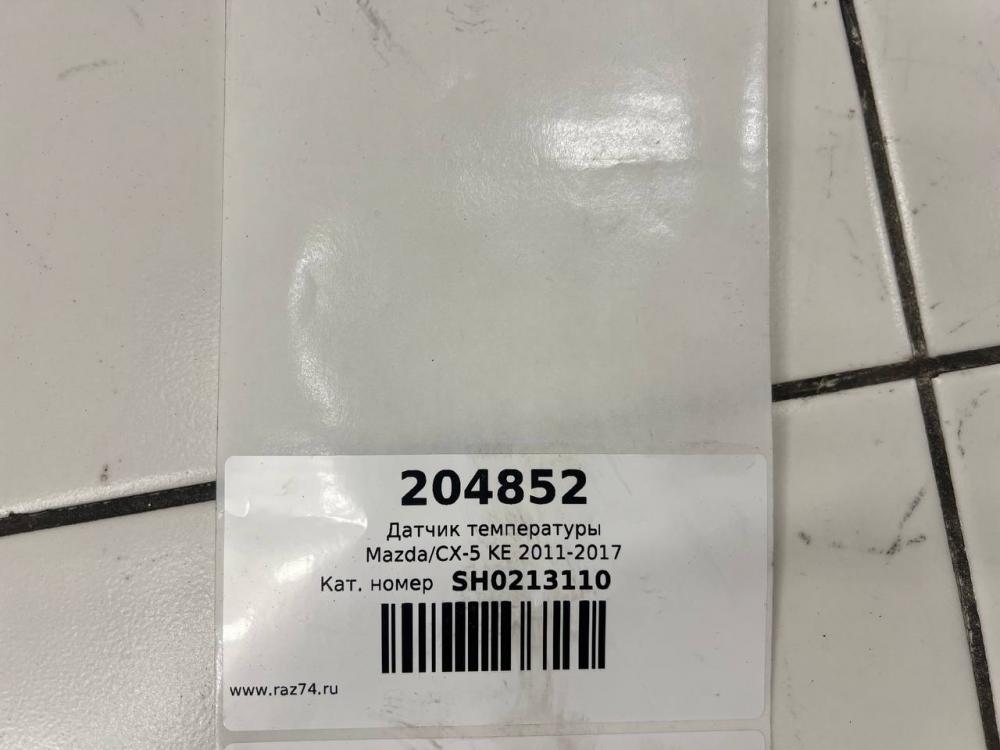 204852
Датчик температуры
Mazda/CX-5 KE 2011-2017
Кат. номер SH0213110
www.raz74.ru